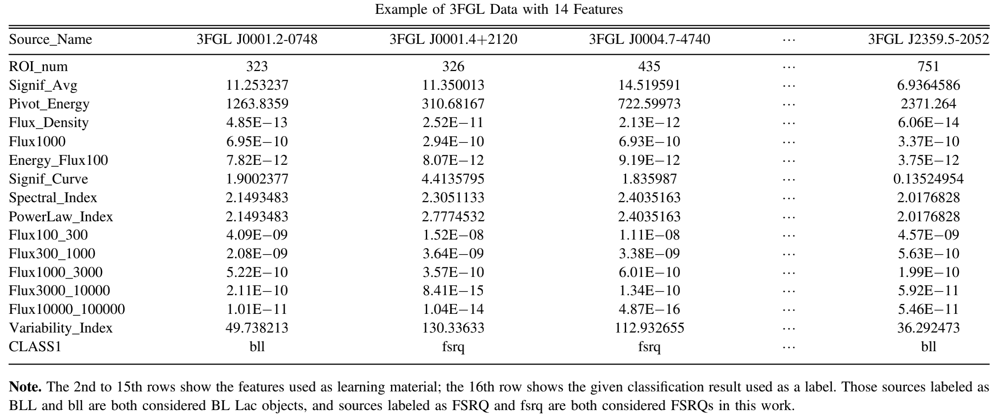 Example of 3FGL Data with 14 Features
Source_Name 3FGL J0001.2-0748 3FGL J0001.4+2120 3FGL J0004.7-4740 ⋯ 3FGL J2359.5-2052
ROI_num 323 326 435 ⋯ 751
Signif_Avg 11.253237 11.350013 14.519591 ⋯ 6.9364586
Pivot_Energy 1263.8359 310.68167 722.59973 ⋯ 2371.264
Flux_Density 4.85E−13 2.52E−11 2.13E−12 ⋯ 6.06E−14
Flux1000 6.95E−10 2.94E−10 6.93E−10 ⋯ 3.37E−10
Energy_Flux100 7.82E−12 8.07E−12 9.19E−12 ⋯ 3.75E−12
Signif_Curve 1.9002377 4.4135795 1.835987 ⋯ 0.13524954
Spectral_Index 2.1493483 2.3051133 2.4035163 ⋯ 2.0176828
PowerLaw_Index 2.1493483 2.7774532 2.4035163 ⋯ 2.0176828
Flux100_300 4.09E−09 1.52E−08 1.11E−08 ⋯ 4.57E−09
Flux300_1000 2.08E−09 3.64E−09 3.38E−09 ⋯ 5.63E−10
Flux1000_3000 5.22E−10 3.57E−10 6.01E−10 ⋯ 1.99E−10
Flux3000_10000 2.11E−10 8.41E−15 1.34E−10 ⋯ 5.92E−11
Flux10000_100000 1.01E−11 1.04E−14 4.87E−16 ⋯ 5.46E−11
Variability_Index 49.738213 130.33633 112.932655 ⋯ 36.292473
CLASS1 bll fsrq fsrq ⋯ bll
Note. The 2nd to 15th rows show the features used as learning material; the 16th row shows the given classification result used as a label. Those sources labeled as
BLL and bll are both considered BL Lac objects, and sources labeled as FSRQ and fsrq are both considered FSRQs in this work.